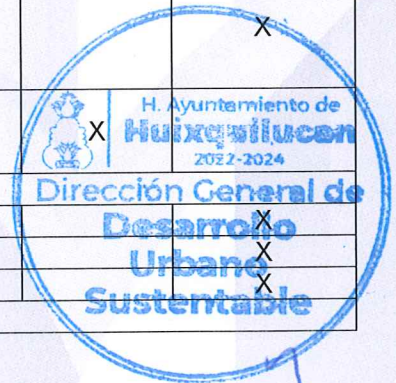 X
H. Ayuntamiento de
X Huixquilucan
2022-2024
Dirección General de
Desarrollo X
Urbano X
Sustentable X